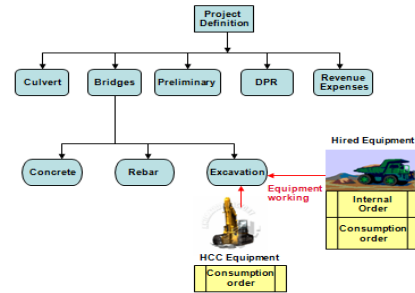 Project
Definition
Culvert
Bridges
Preliminary
DPR
Revenue
Expenses
Hired Equipment
Concrete
Rebar
Excavation
Equipment
working
Internal
Order
Consumption
order
HCC Equipment
Consumption
order